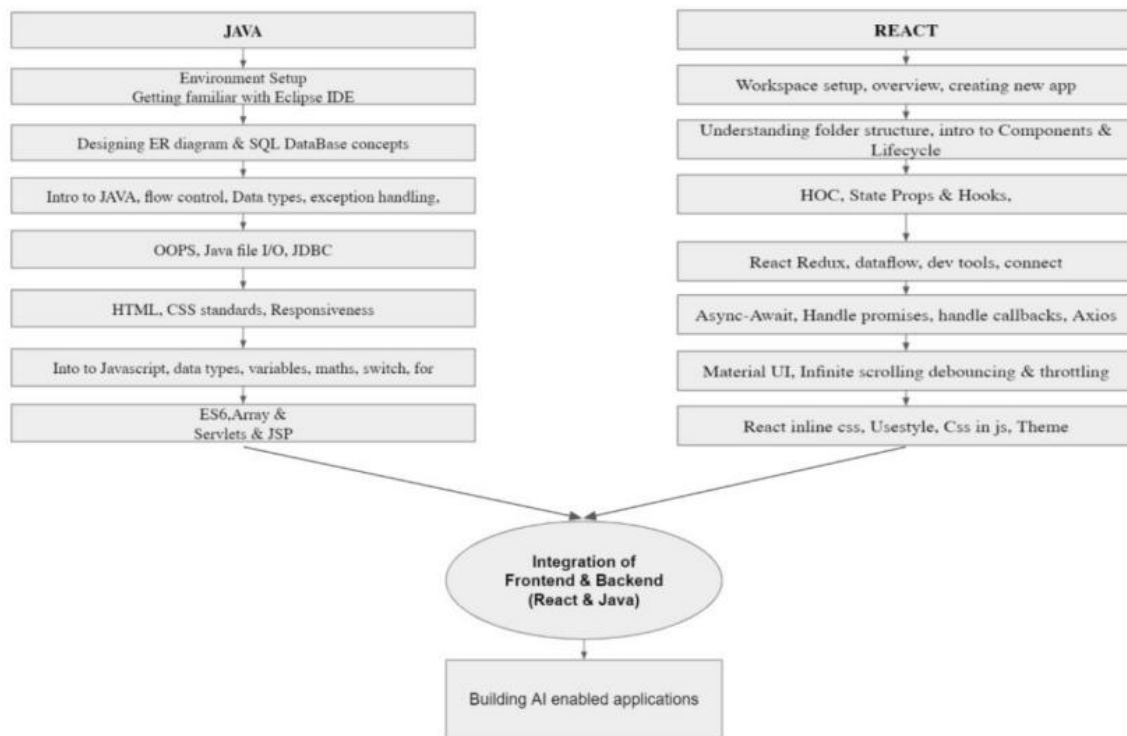 JAVA
Environment Setup
Getting familiar with Eclipse IDE
Designing ER diagram & SQL DataBase concepts
Intro to JAVA, flow control, Data types, exception handling,
OOPS, Java file I/O, JDBC
HTML, CSS standards, Responsiveness
Into to Javascript, data types, variables, maths, switch, for
ES6,Array &
Servlets & JSP
REACT
Workspace setup, overview, creating new app
Understanding folder structure, intro to Components &
Lifecycle
HOC, State Props & Hooks,
React Redux, dataflow, dev tools, connect
Async-Await, Handle promises, handle callbacks, Axios
Material UI, Infinite scrolling debouncing & throttling
React inline css, Usestyle, Css in js, Theme
Integration of
Frontend & Backend
(React & Java)
Building AI enabled applications